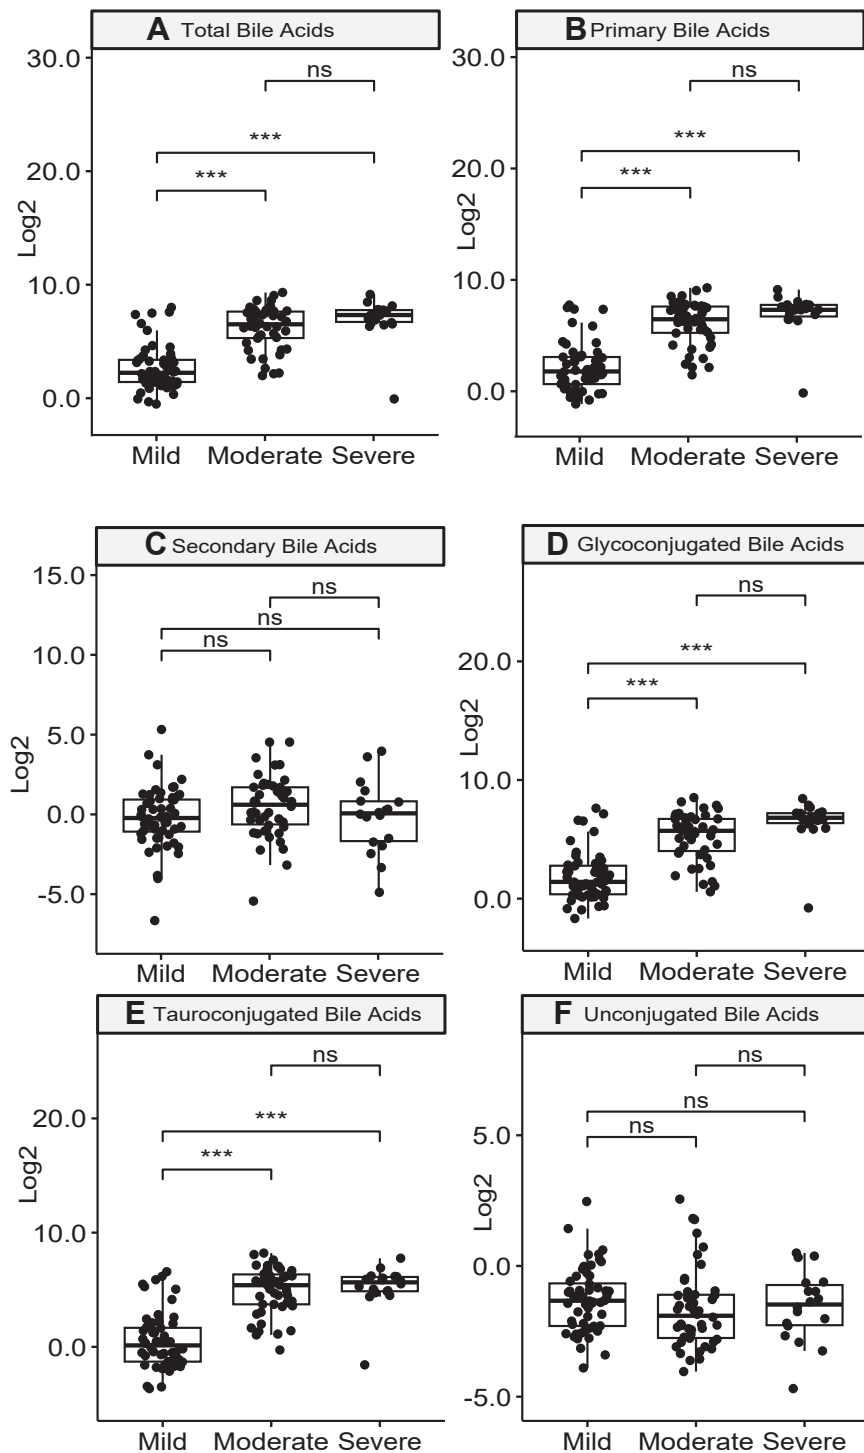 A Total Bile Acids
30.0
20.0
10.0
0.0
Log2
ns
***
***
Mild Moderate Severe
B Primary Bile Acids
30.0
20.0
10.0
0.0
Log2
ns
***
***
Mild Moderate Severe
C Secondary Bile Acids
15.0
10.0
5.0
0.0
-5.0
Log2
ns
ns
ns
Mild Moderate Severe
D Glycoconjugated Bile Acids
20.0
10.0
0.0
Log2
ns
***
***
Mild Moderate Severe
E Tauroconjugated Bile Acids
20.0
10.0
0.0
Log2
ns
***
***
Mild Moderate Severe
F Unconjugated Bile Acids
5.0
0.0
-5.0
Log2
ns
ns
ns
Mild Moderate Severe